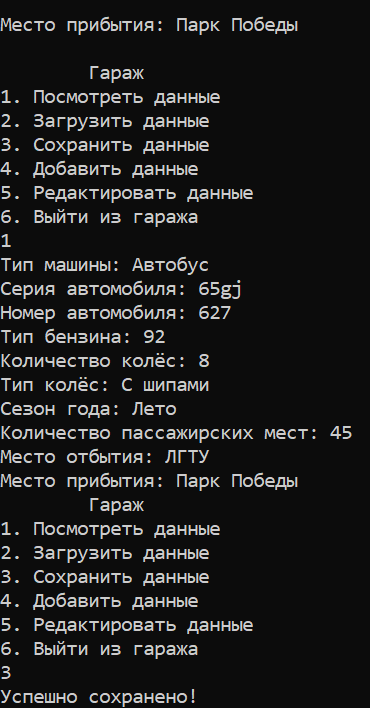 Место прибытия: Парк Победы
Гараж
1. Посмотреть данные
2. Загрузить данные
3. Сохранить данные
4. Добавить данные
5. Редактировать данные
6. Выйти из гаража
1
Тип машины: Автобус
Серия автомобиля: 65gj
Номер автомобиля: 627
Тип бензина: 92
Количество колёс: 8
Тип колёс: С шипами
Сезон года: Лето
Количество пассажирских мест: 45
Место отбытия: ЛГТУ
Место прибытия: Парк Победы
Гараж
1. Посмотреть данные
2. Загрузить данные
3. Сохранить данные
4. Добавить данные
5. Редактировать данные
6. Выйти из гаража
3
Успешно сохранено!